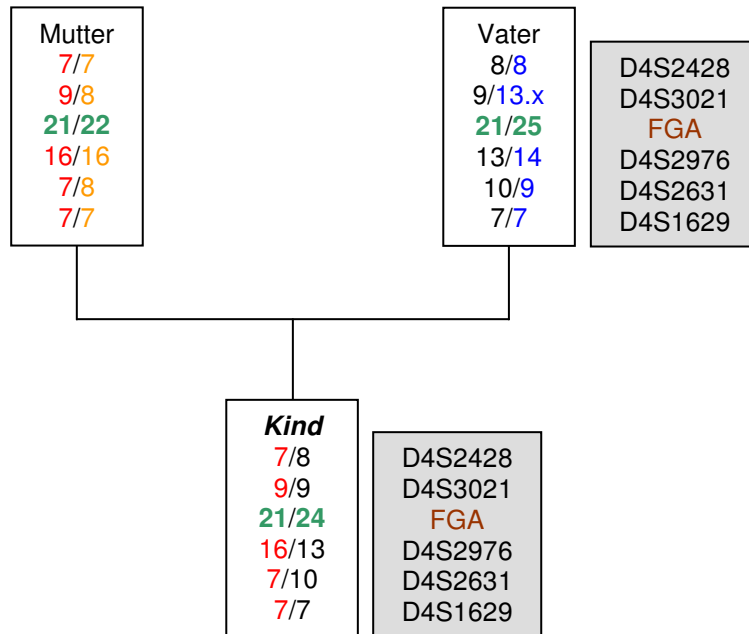 Mutter
7/7
9/8
21/22
16/16
7/8
7/7
Vater
8/8
9/13.x
21/25
13/14
10/9
7/7
D4S2428
D4S3021
FGA
D4S2976
D4S2631
D4S1629
Kind
7/8
9/9
21/24
16/13
7/10
7/7
D4S2428
D4S3021
FGA
D4S2976
D4S2631
D4S1629